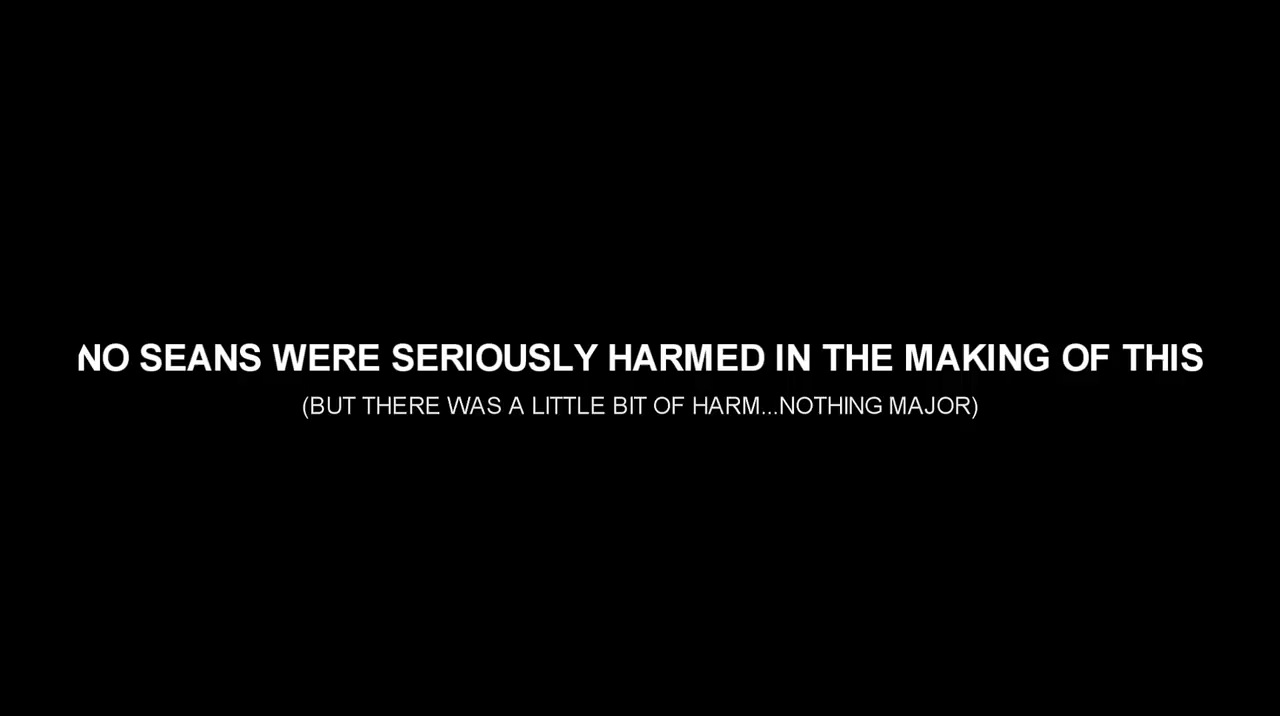 NO SEANS WERE SERIOUSLY HARMED IN THE MAKING OF THIS
(BUT THERE WAS A LITTLE BIT OF HARM...NOTHING MAJOR)